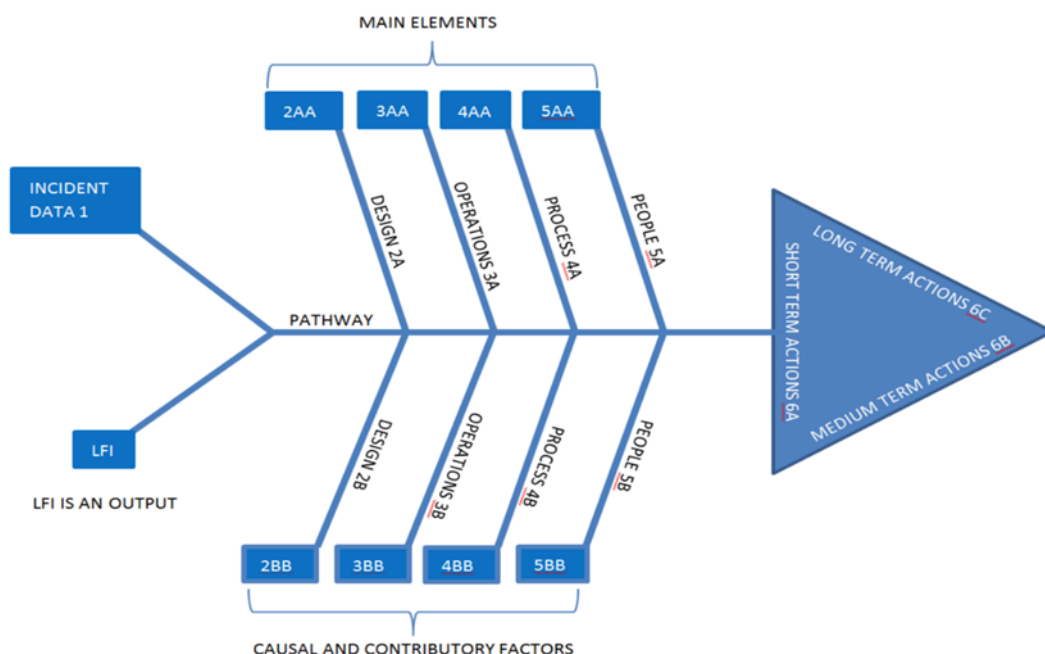 MAIN ELEMENTS
2AA
3AA
4AA
5AA
INCIDENT
DATA 1
DESIGN 2A
OPERATIONS 3A
PROCESS 4A
PEOPLE 5A
PATHWAY
SHORT TERM ACTIONS 6A
LONG TERM ACTIONS 6C
MEDIUM TERM ACTIONS 6B
LFI
LFI IS AN OUTPUT
DESIGN 2B
OPERATIONS 3B
PROCESS 4B
PEOPLE 5B
2BB
3BB
4BB
5BB
CAUSAL AND CONTRIBUTORY FACTORS